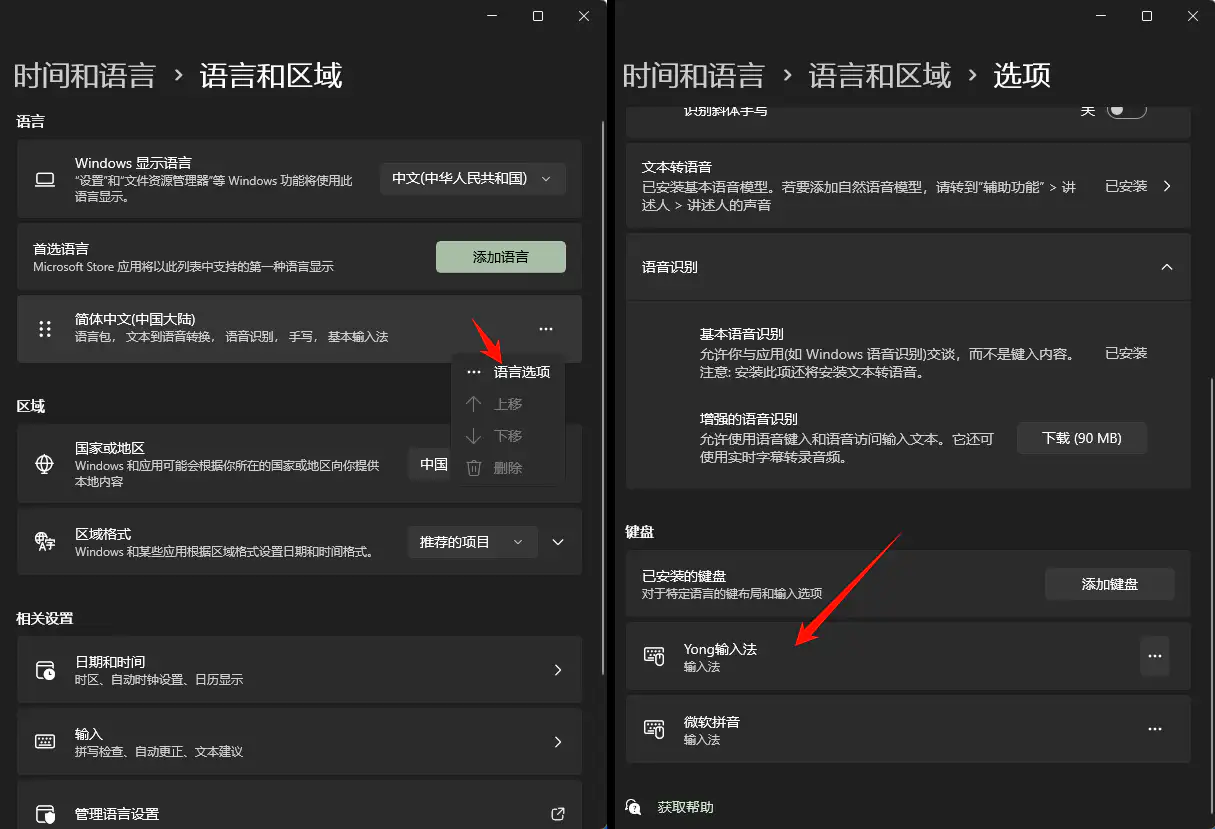 时间和语言 › 语言和区域
语言
Windows 显示语言
“设置”和“文件资源管理器”等 Windows 功能将使用此
语言显示。
中文(中华人民共和国)
首选语言
Microsoft Store 应用将以此列表中支持的第一种语言显示
添加语言
简体中文(中国大陆)
语言包， 文本到语音转换， 语音识别， 手写， 基本输入法
语言选项
上移
下移
删除
区域
国家或地区
Windows 和应用可能会根据你所在的国家或地区向你提供
本地内容
中国
区域格式
Windows 和某些应用根据区域格式设置日期和时间格式。
推荐的项目
相关设置
日期和时间
时区、自动时钟设置、日历显示
输入
拼写检查、自动更正、文本建议
管理语言设置
时间和语言 › 语言和区域 › 选项
识别斜体手写
关
文本转语音
已安装基本语音模型。若要添加自然语音模型，请转到“辅助功能” > 讲
述人 > 讲述人的声音
已安装
语音识别
基本语音识别
允许你与应用(如 Windows 语音识别)交谈，而不是键入内容。
注意: 安装此项还将安装文本转语音。
已安装
增强的语音识别
允许使用语音键入和语音访问输入文本。它还可
使用实时字幕转录音频。
下载 (90 MB)
键盘
已安装的键盘
对于特定语言的键布局和输入选项
添加键盘
Yong输入法
输入法
微软拼音
输入法
获取帮助